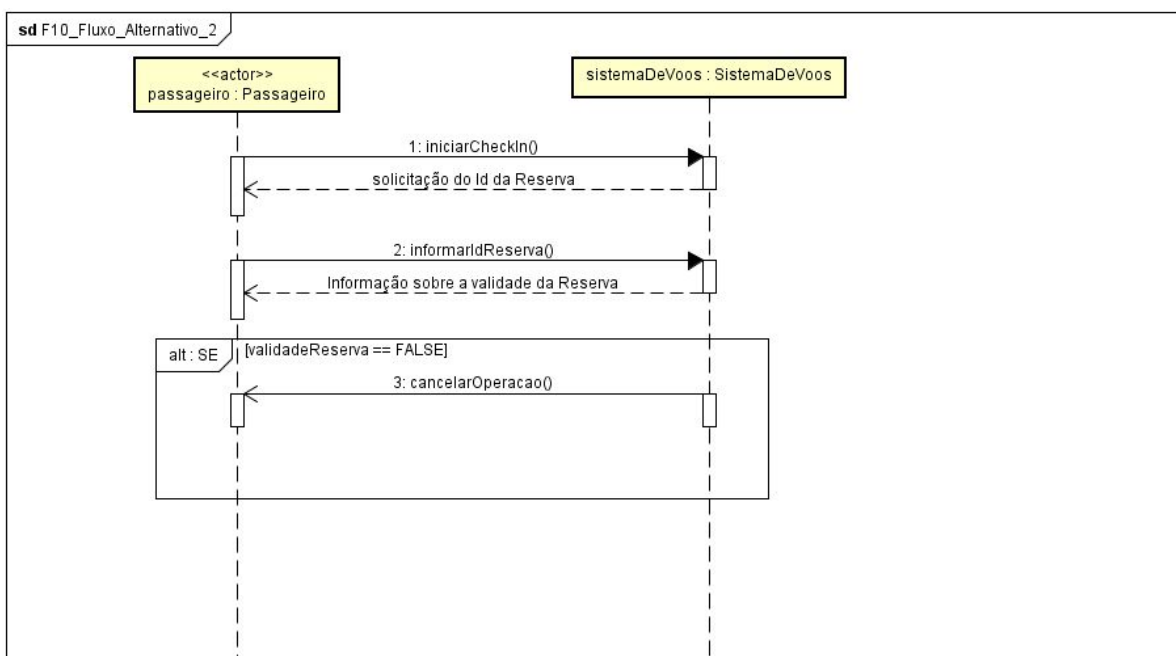 sd F10_Fluxo_Alternativo_2
<<actor>>
passageiro : Passageiro
sistemaDeVoos : SistemaDeVoos
1: iniciarCheckIn()
solicitação do Id da Reserva
2: informarIdReserva()
Informação sobre a validade da Reserva
alt : SE
[validadeReserva == FALSE]
3: cancelarOperacao()